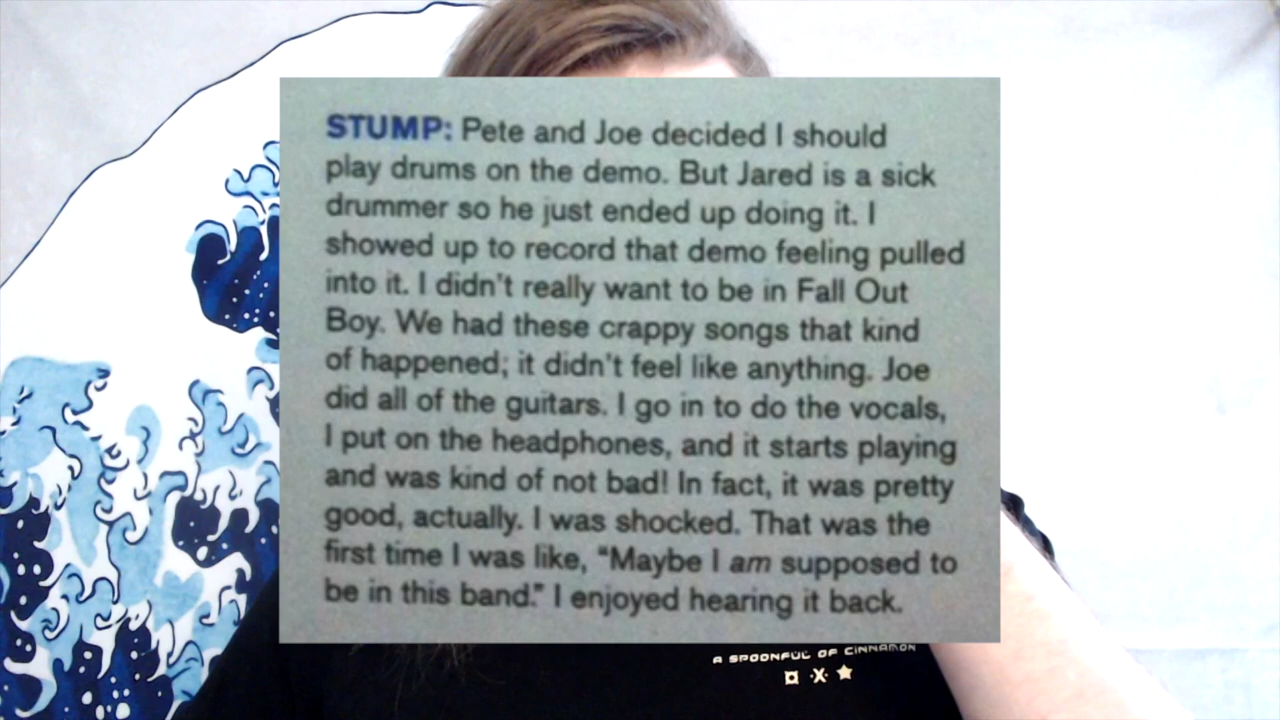 STUMP: Pete and Joe decided I should
play drums on the demo. But Jared is a sick
drummer so he just ended up doing it. I
showed up to record that demo feeling pulled
into it. I didn't really want to be in Fall Out
Boy. We had these crappy songs that kind
of happened; it didn't feel like anything. Joe
did all of the guitars. I go in to do the vocals,
I put on the headphones, and it starts playing
and was kind of not bad! In fact, it was pretty
good, actually. I was shocked. That was the
first time I was like, “Maybe I am supposed to
be in this band.” I enjoyed hearing it back.
A SPOONFUL OF CINNAMON